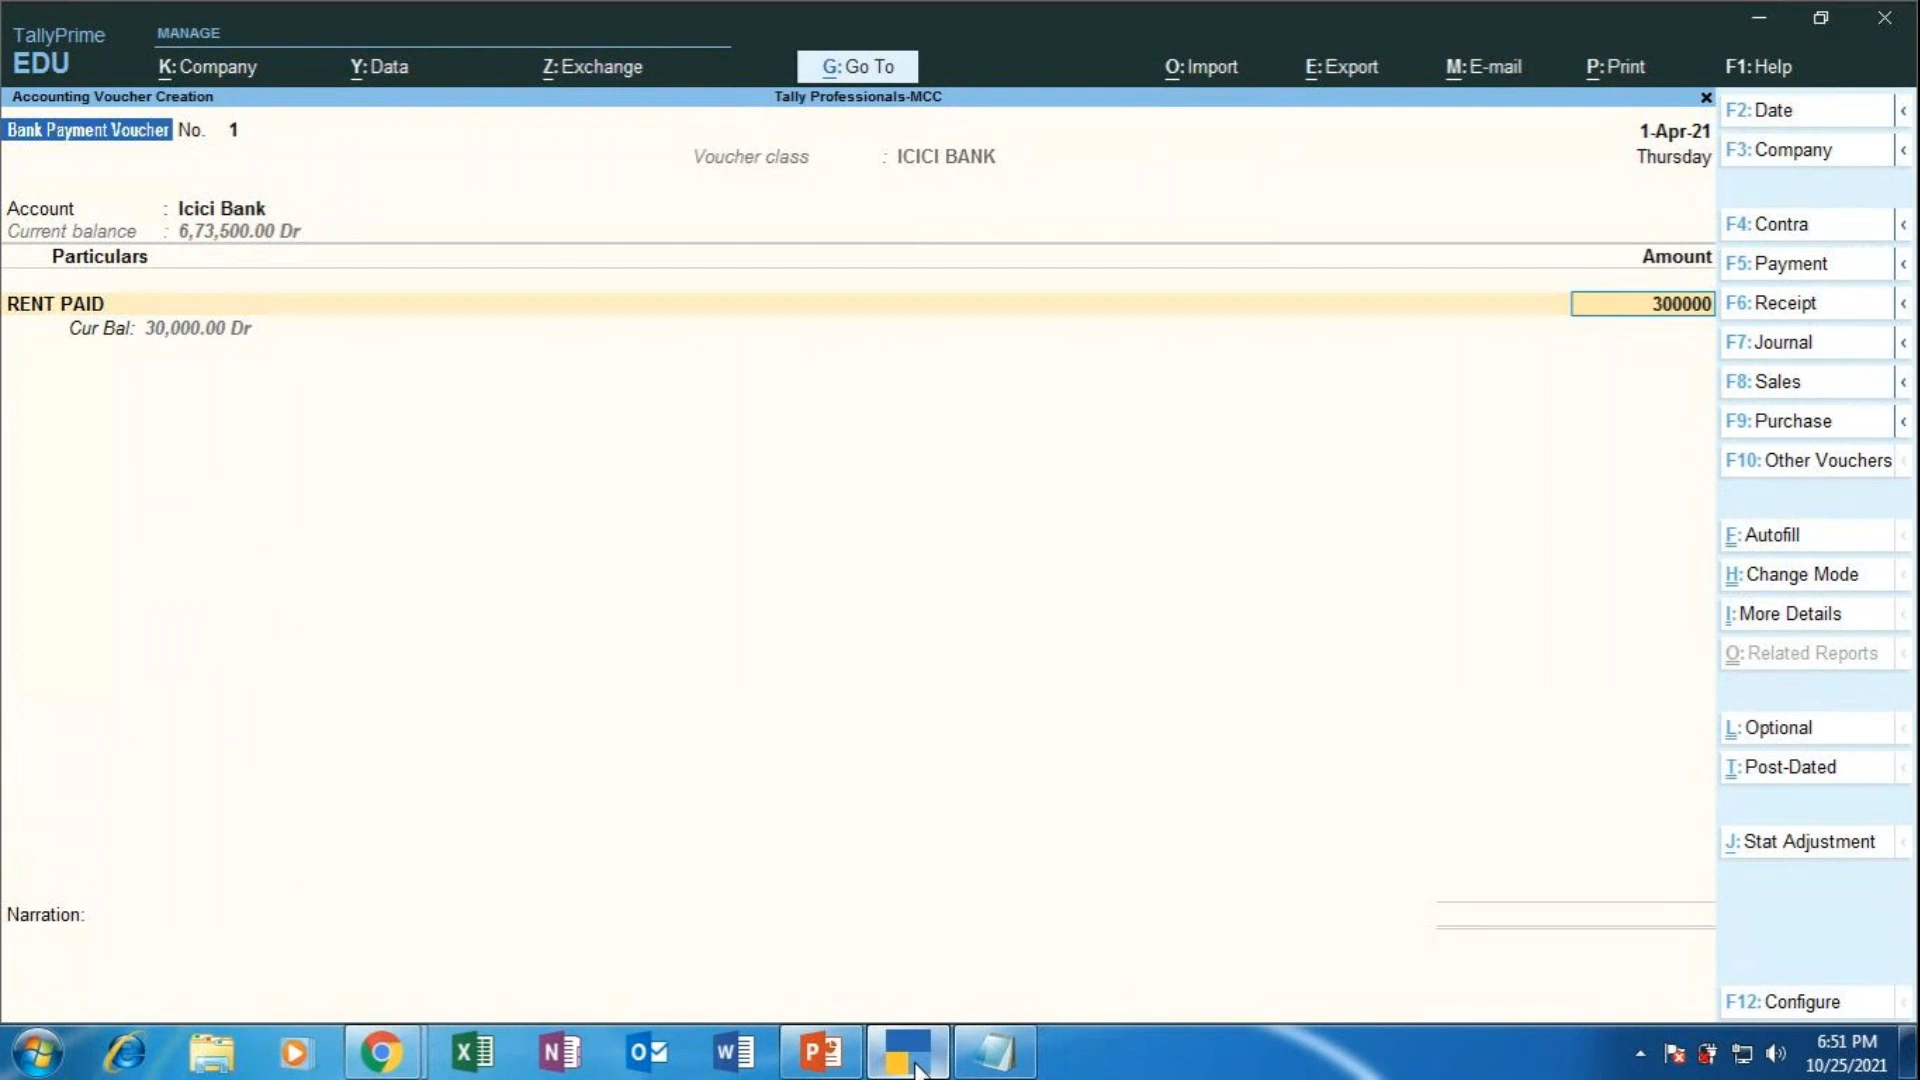 TallyPrime
EDU
MANAGE
K: Company
Y: Data
Z: Exchange
G: Go To
O: Import
E: Export
M: E-mail
P: Print
F1: Help
Accounting Voucher Creation
Tally Professionals-MCC
Bank Payment Voucher No. 1
1-Apr-21
Voucher class : ICICI BANK
Thursday
Account : Icici Bank
Current balance : 6,73,500.00 Dr
Particulars
Amount
RENT PAID
300000
Cur Bal: 30,000.00 Dr
Narration:
F2: Date
F3: Company
F4: Contra
F5: Payment
F6: Receipt
F7: Journal
F8: Sales
F9: Purchase
F10: Other Vouchers
F: Autofill
H: Change Mode
I: More Details
O: Related Reports
L: Optional
T: Post-Dated
J: Stat Adjustment
F12: Configure
6:51 PM
10/25/2021